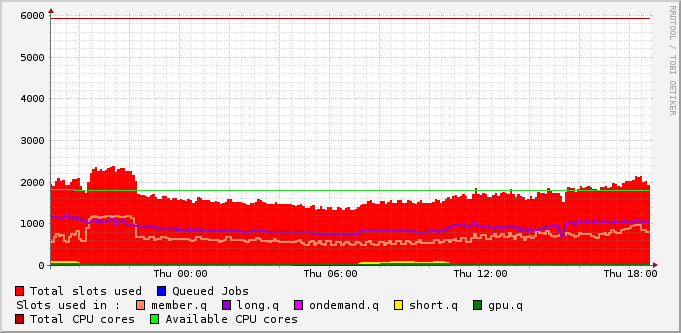 RRDTOOL / TOBI OETIKER
6000
5000
4000
3000
2000
1000
0
Thu 00:00 Thu 06:00 Thu 12:00 Thu 18:00
Total slots used Queued Jobs
Slots used in : member.q long.q ondemand.q short.q gpu.q
Total CPU cores Available CPU cores